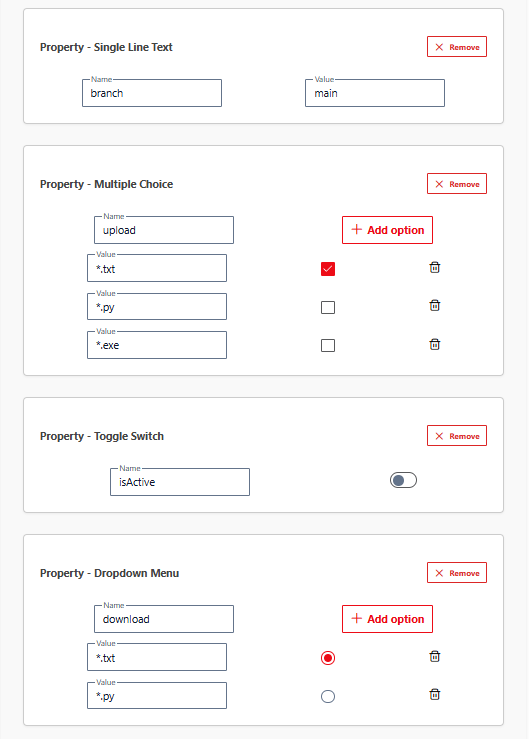 Property - Single Line Text
Remove
Name
Value
branch
main
Property - Multiple Choice
Remove
Name
upload
Add option
Value
*.txt
Value
*.py
Value
*.exe
Property - Toggle Switch
Remove
Name
isActive
Property - Dropdown Menu
Remove
Name
download
Add option
Value
*.txt
Value
*.py